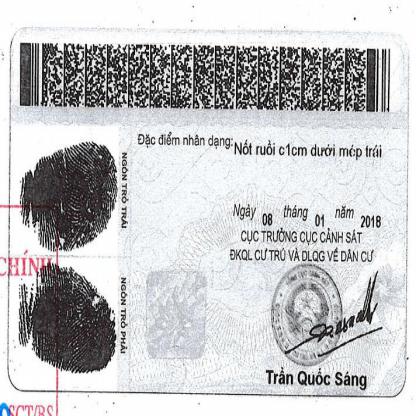 Đặc điểm nhân dạng: Nốt ruồi c1cm dưới mép trái
NGÓN TRỎ TRÁI
Ngày 08 tháng 01 năm 2018
CỤC TRƯỞNG CỤC CẢNH SÁT
ĐKQL CƯ TRÚ VÀ DLQG VỀ DÂN CƯ
CHÍNH
NGÓN TRỎ PHẢI
Trần Quốc Sáng
SCT/BS